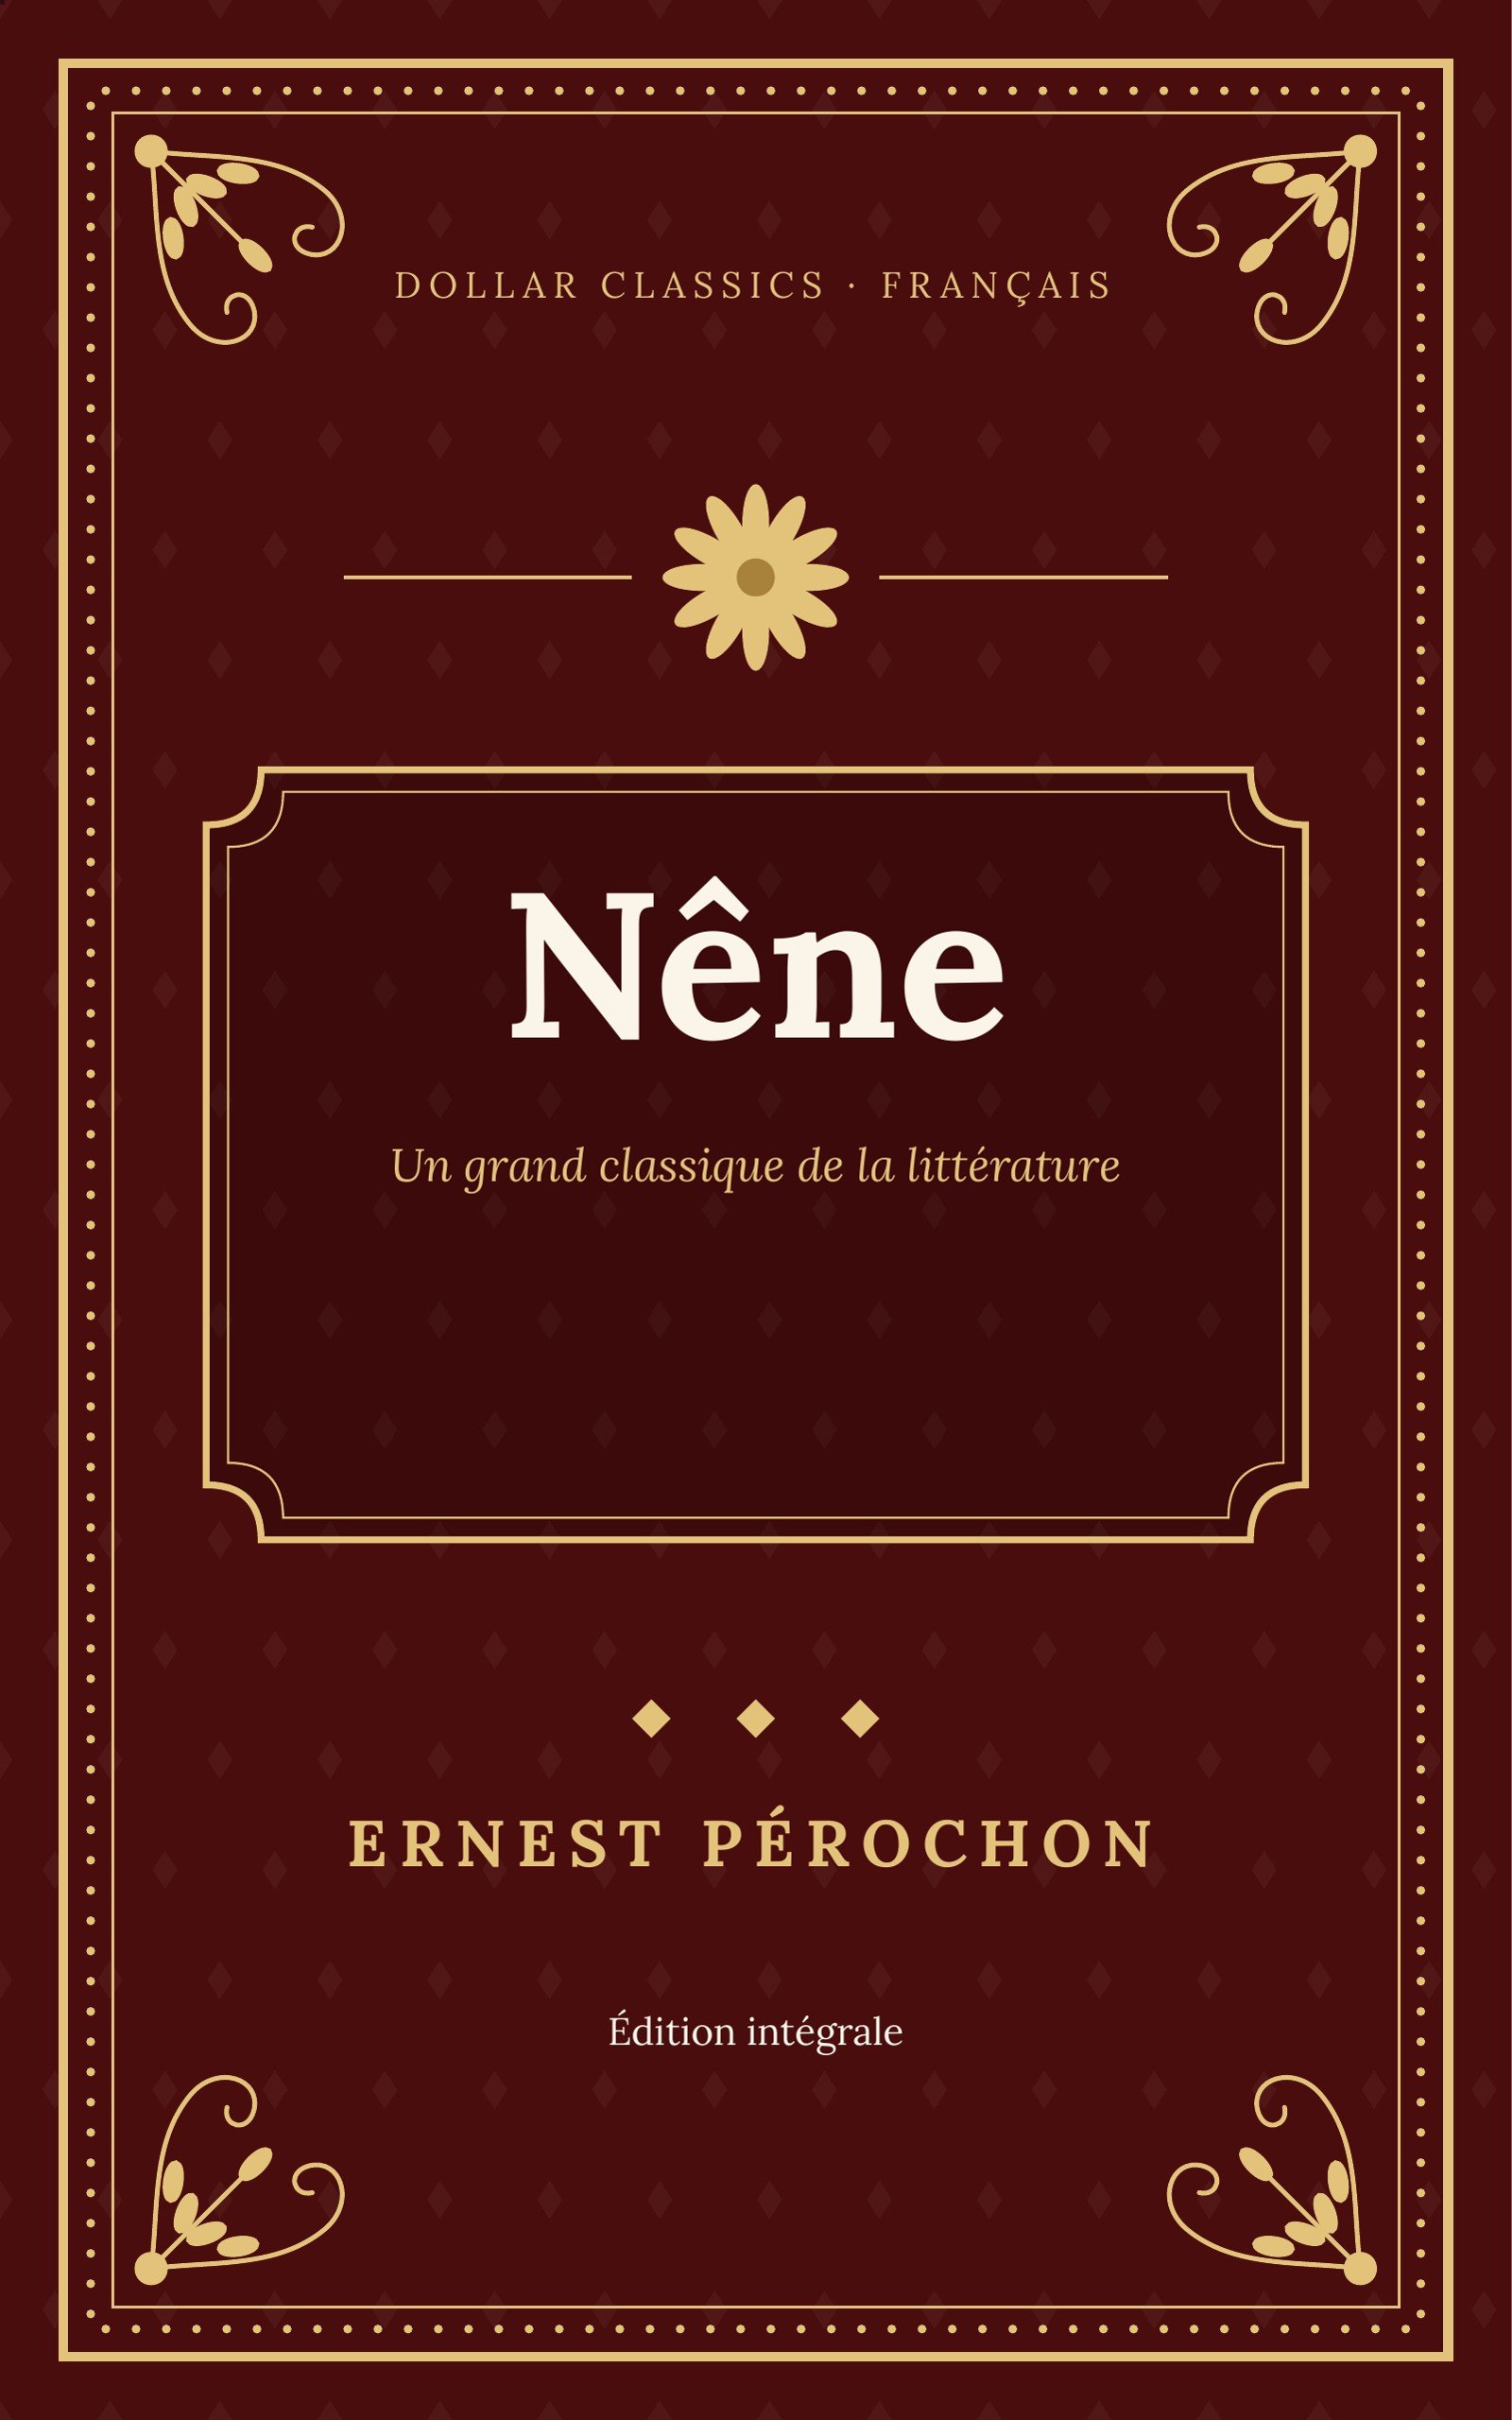 DOLLAR CLASSICS · FRANÇAIS
Nêne
Un grand classique de la littérature
ERNEST PÉROCHON
Édition intégrale